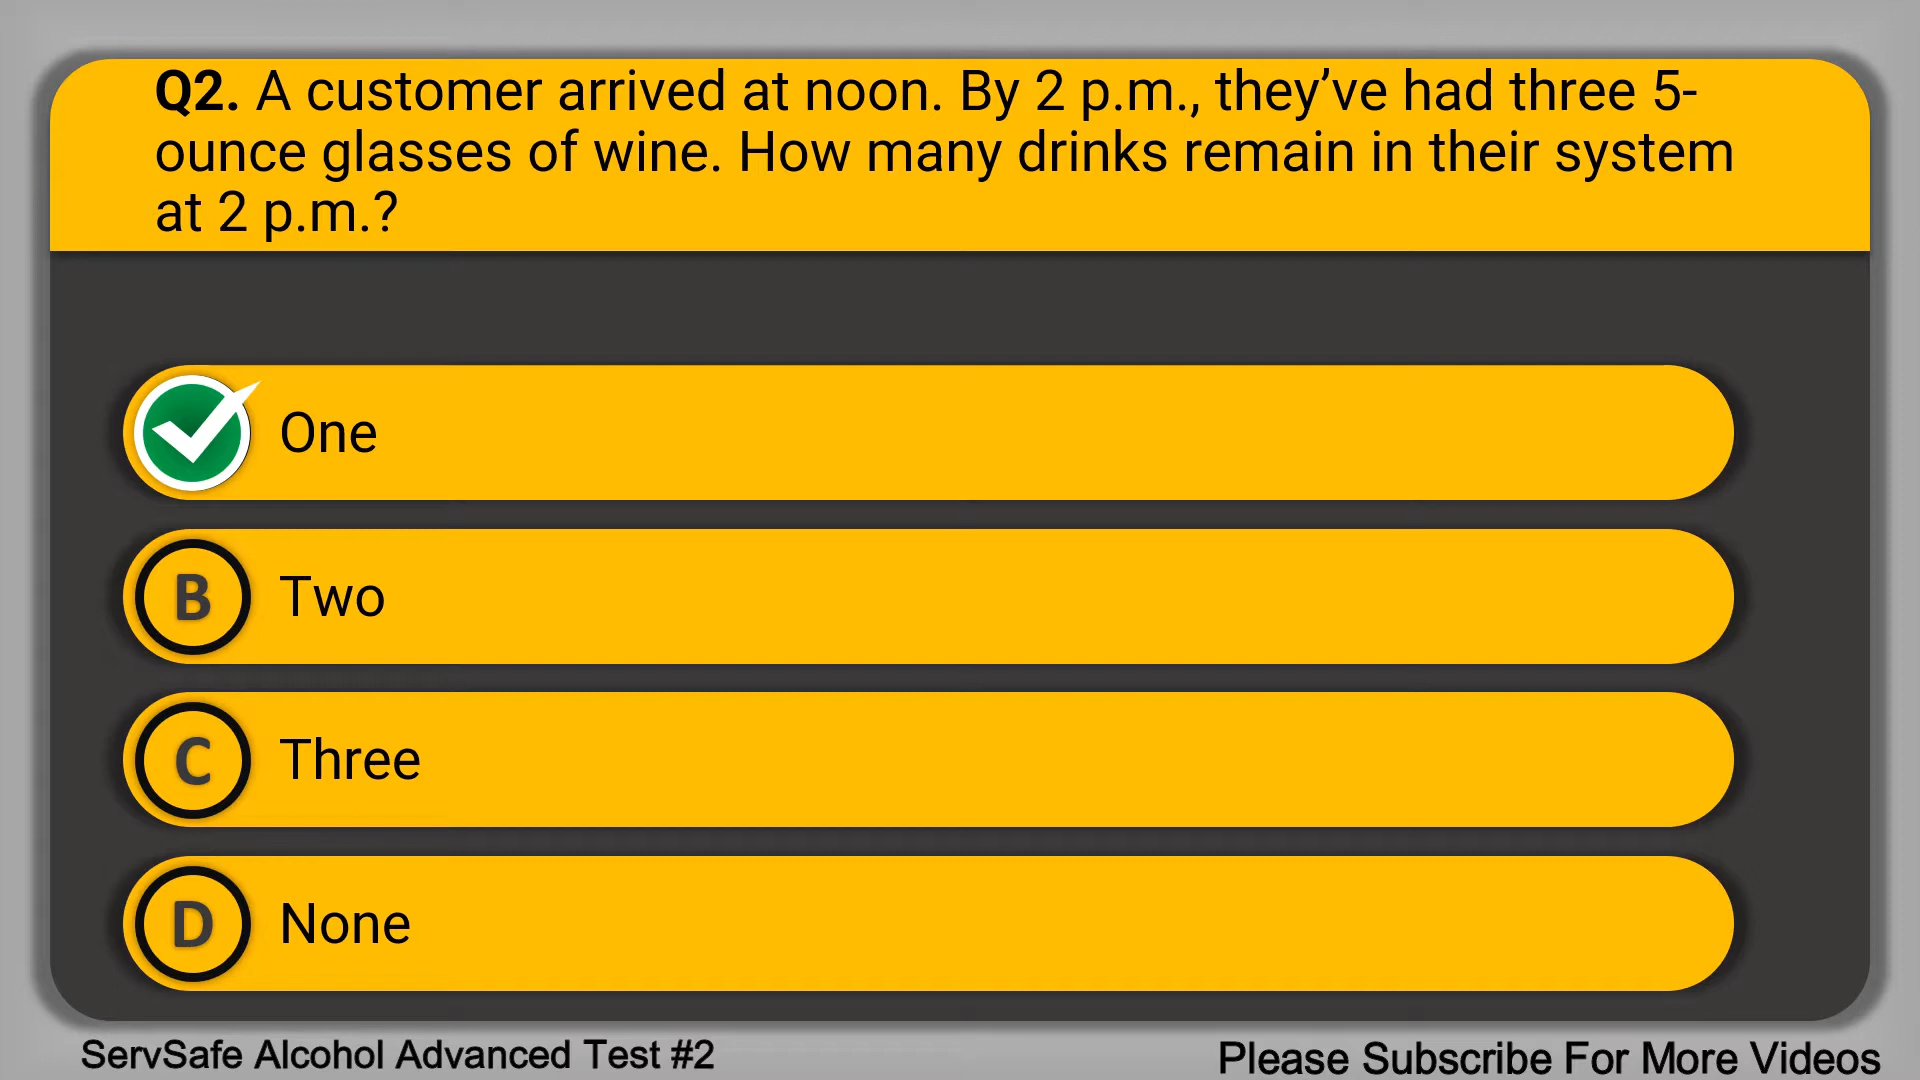 Q2. A customer arrived at noon. By 2 p.m., they’ve had three 5-
ounce glasses of wine. How many drinks remain in their system
at 2 p.m.?
One
B
Two
C
Three
D
None
ServSafe Alcohol Advanced Test #2
Please Subscribe For More Videos